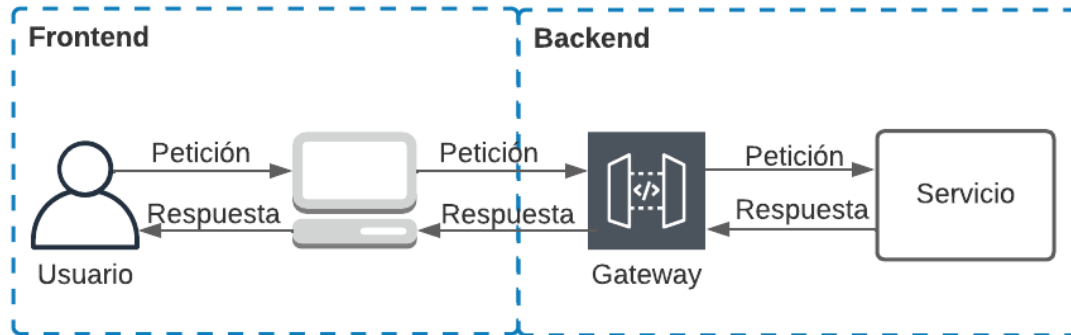 Frontend
Backend
Petición
Petición
Petición
Respuesta
Respuesta
Respuesta
</>
Servicio
Usuario
Gateway